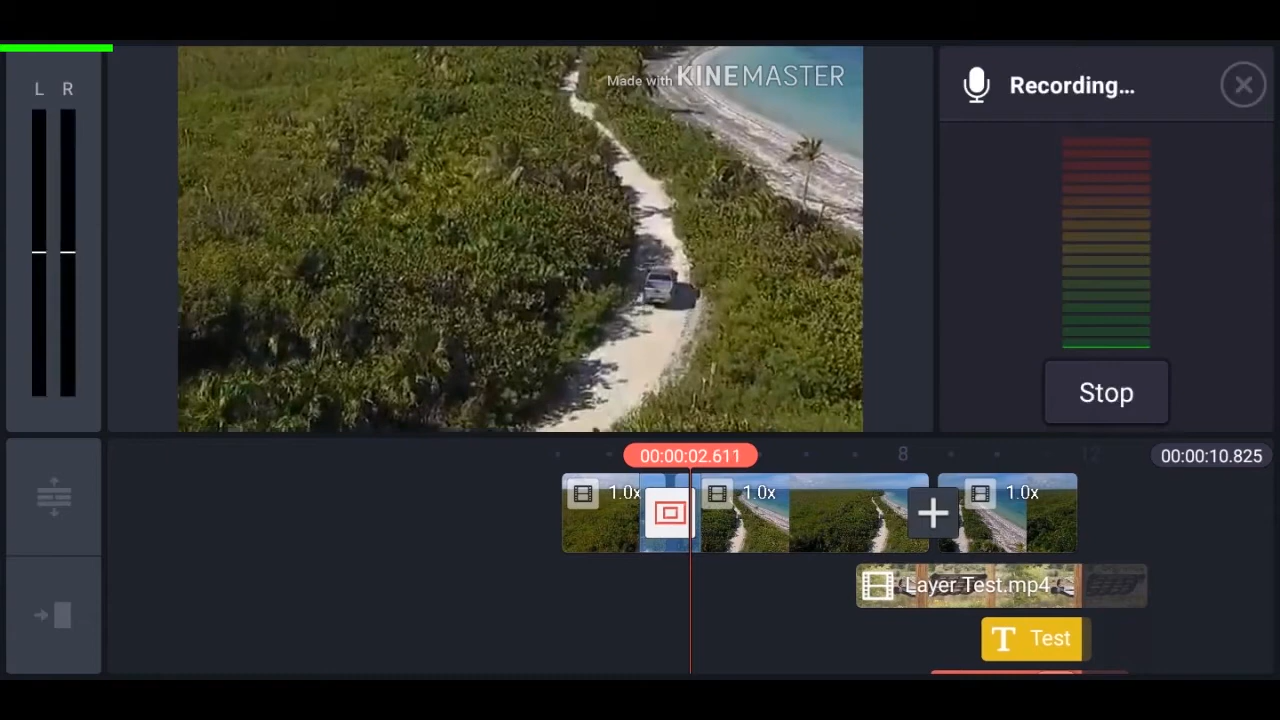 L R
Made with KINEMASTER
Recording...
Stop
00:00:02.611
8
12
00:00:10.825
1.0x
1.0x
1.0x
Layer Test.mp4
T Test